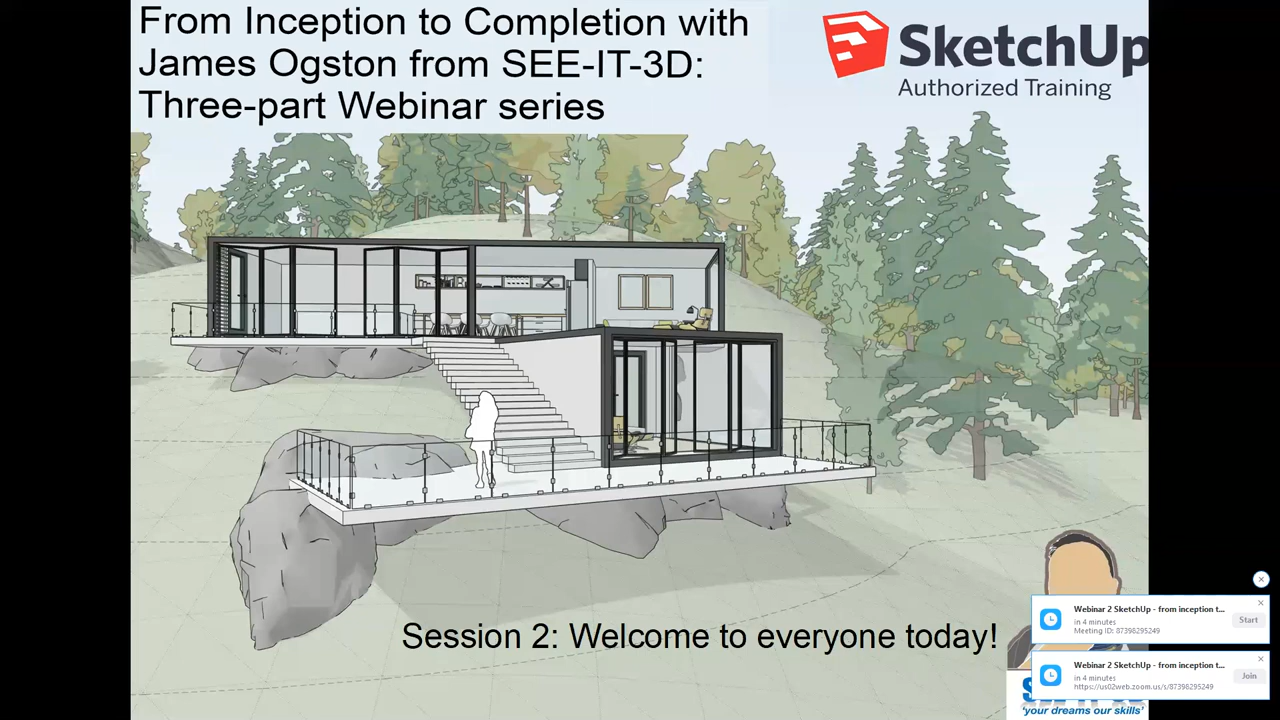 From Inception to Completion with
James Ogston from SEE-IT-3D:
Three-part Webinar series
SketchUp
Authorized Training
Session 2: Welcome to everyone today!
Webinar 2 SketchUp - from inception t...
in 4 minutes
Meeting ID: 87398295249
Start
Webinar 2 SketchUp - from inception t...
in 4 minutes
https://us02web.zoom.us/s/87398295249
Join
'your dreams our skills'